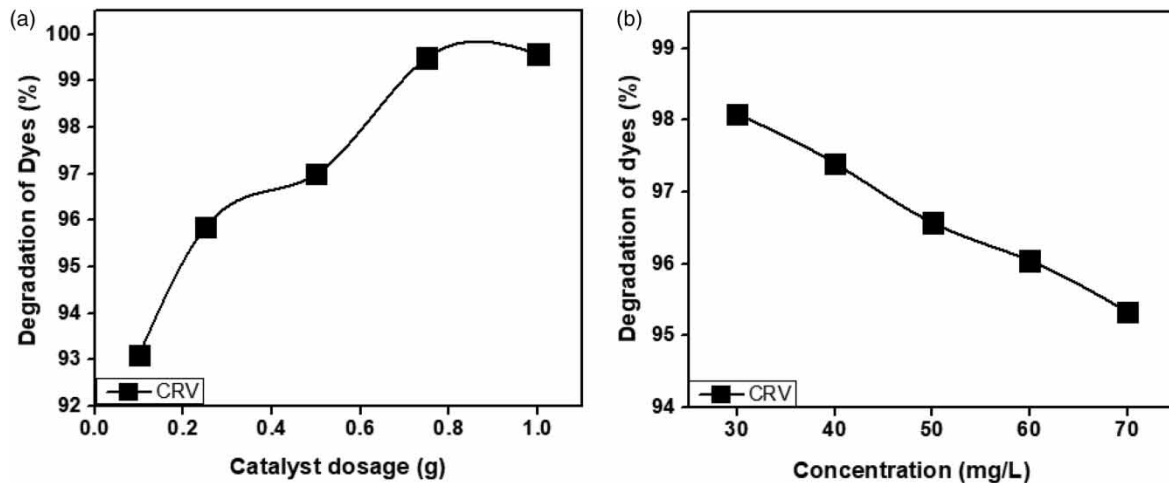 (a)
100
99
98
97
96
95
94
93
92
Degradation of Dyes (%)
CRV
0.0 0.2 0.4 0.6 0.8 1.0
Catalyst dosage (g)
(b)
99
98
97
96
95
94
Degradation of dyes (%)
CRV
30 40 50 60 70
Concentration (mg/L)